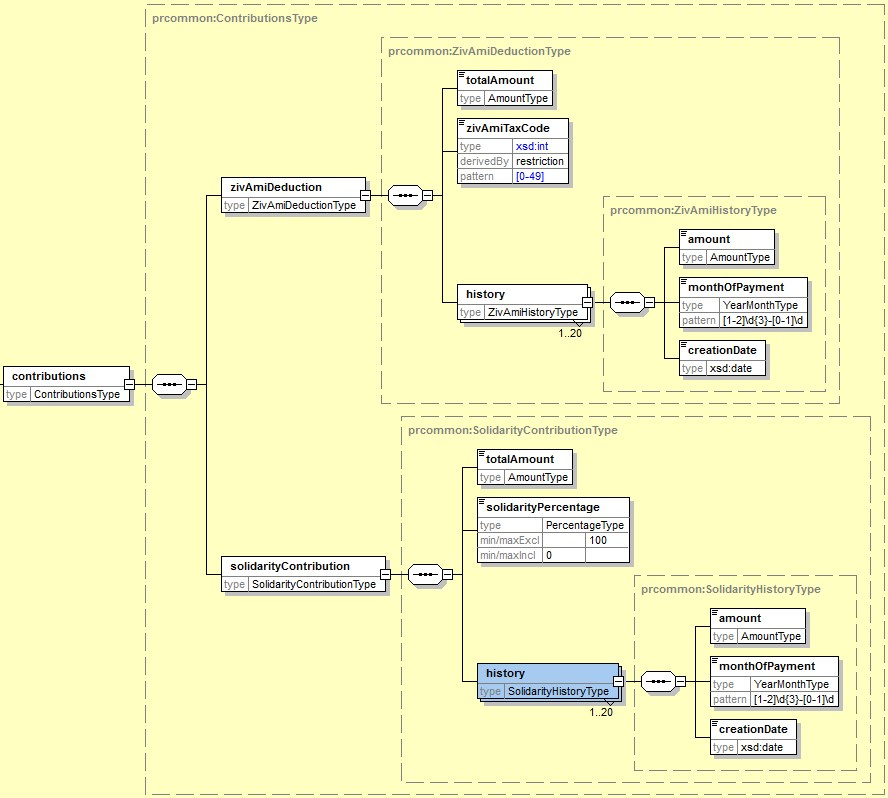 prcommon:ContributionsType
prcommon:ZivAmiDeductionType
totalAmount
type AmountType
zivAmiTaxCode
type xsd:int
derivedBy restriction
pattern [0-49]
zivAmiDeduction
type ZivAmiDeductionType
prcommon:ZivAmiHistoryType
amount
type AmountType
history
type ZivAmiHistoryType
1..20
monthOfPayment
type YearMonthType
pattern [1-2]\d{3}-[0-1]\d
creationDate
type xsd:date
contributions
type ContributionsType
prcommon:SolidarityContributionType
totalAmount
type AmountType
solidarityPercentage
type PercentageType
min/maxExcl 100
min/maxIncl 0
solidarityContribution
type SolidarityContributionType
prcommon:SolidarityHistoryType
amount
type AmountType
history
type SolidarityHistoryType
1..20
monthOfPayment
type YearMonthType
pattern [1-2]\d{3}-[0-1]\d
creationDate
type xsd:date